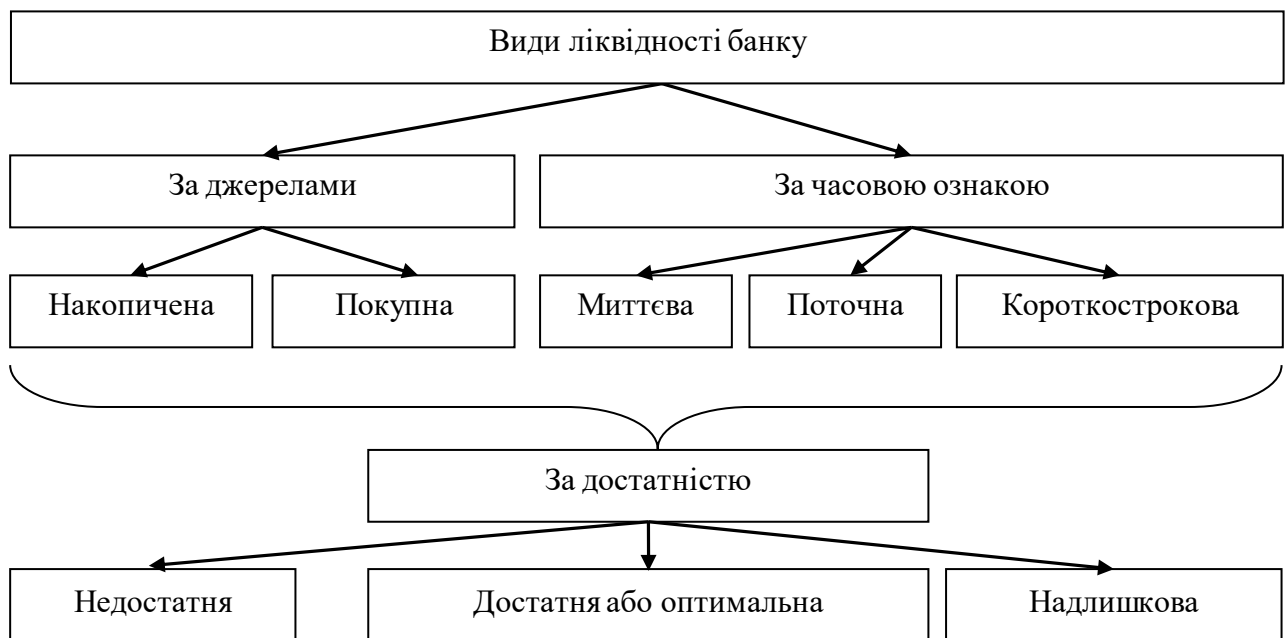 Види ліквідності банку
За джерелами
За часовою ознакою
Накопичена
Покупна
Миттєва
Поточна
Короткострокова
За достатністю
Недостатня
Достатня або оптимальна
Надлишкова